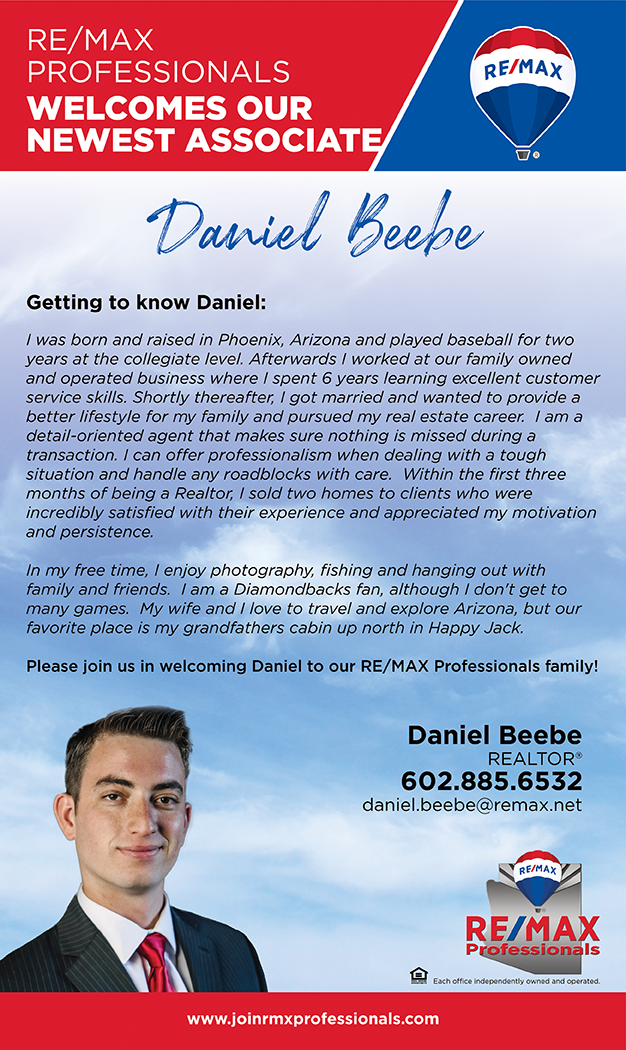 RE/MAX
PROFESSIONALS
WELCOMES OUR
NEWEST ASSOCIATE
RE/MAX
®
Daniel Beebe
Getting to know Daniel:
I was born and raised in Phoenix, Arizona and played baseball for two
years at the collegiate level. Afterwards I worked at our family owned
and operated business where I spent 6 years learning excellent customer
service skills. Shortly thereafter, I got married and wanted to provide a
better lifestyle for my family and pursued my real estate career.  I am a
detail-oriented agent that makes sure nothing is missed during a
transaction. I can offer professionalism when dealing with a tough
situation and handle any roadblocks with care.  Within the first three
months of being a Realtor, I sold two homes to clients who were
incredibly satisfied with their experience and appreciated my motivation
and persistence.
In my free time, I enjoy photography, fishing and hanging out with
family and friends.  I am a Diamondbacks fan, although I don't get to
many games.  My wife and I love to travel and explore Arizona, but our
favorite place is my grandfathers cabin up north in Happy Jack.
Please join us in welcoming Daniel to our RE/MAX Professionals family!
Daniel Beebe
REALTOR®
602.885.6532
daniel.beebe@remax.net
RE/MAX
RE/MAX
Professionals
Each office independently owned and operated.
www.joinrmxprofessionals.com